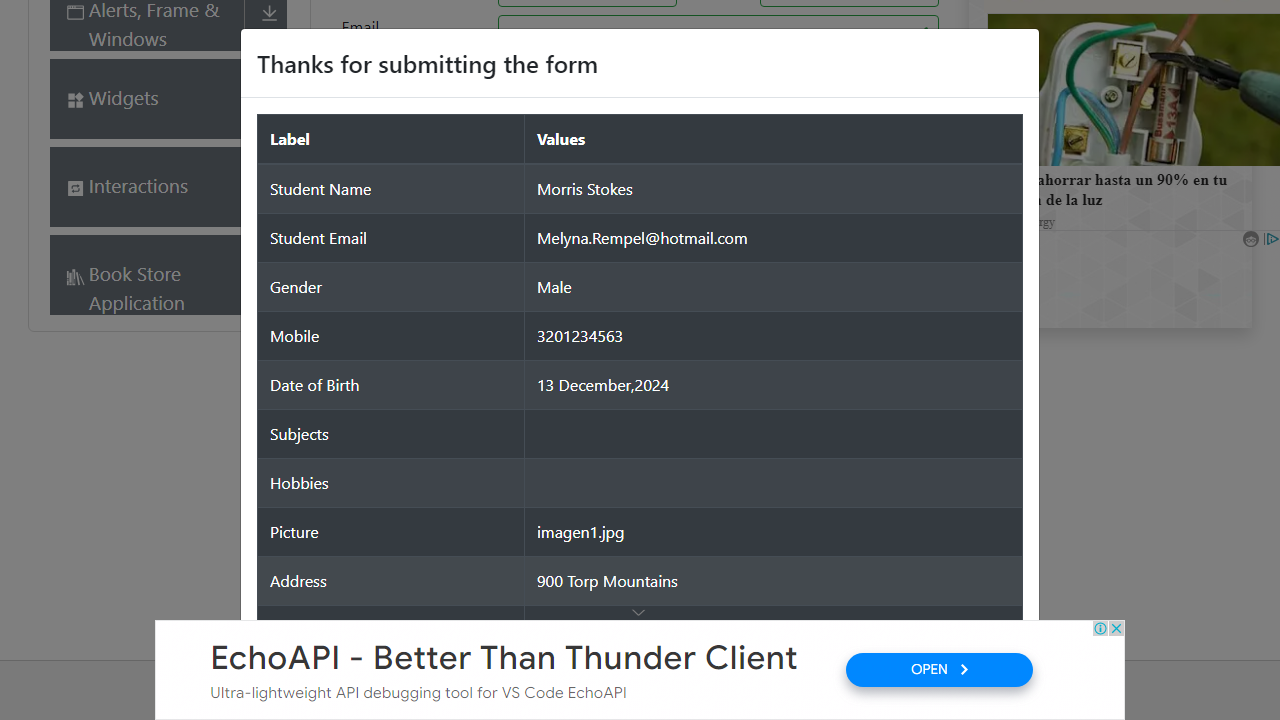 Alerts, Frame &
Windows
Widgets
Interactions
Book Store
Application
Email
Thanks for submitting the form
Label Values
Student Name Morris Stokes
Student Email Melyna.Rempel@hotmail.com
Gender Male
Mobile 3201234563
Date of Birth 13 December,2024
Subjects
Hobbies
Picture imagen1.jpg
Address 900 Torp Mountains
ahorrar hasta un 90% en tu
de la luz
EchoAPI - Better Than Thunder Client
Ultra-lightweight API debugging tool for VS Code EchoAPI
OPEN